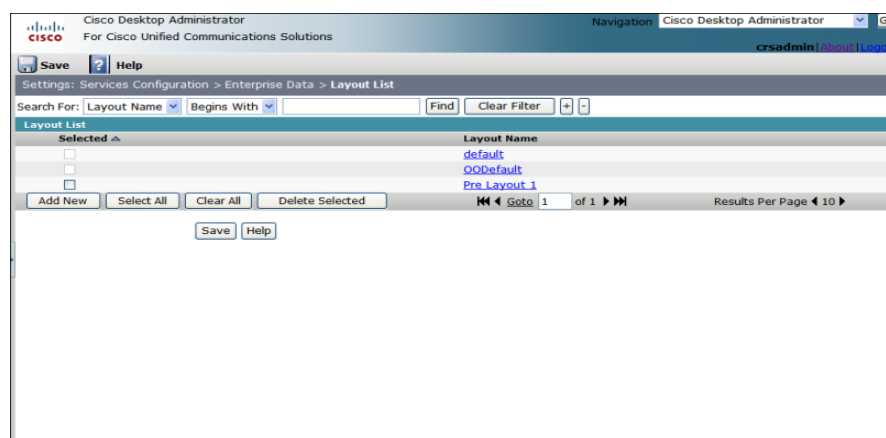 Cisco Desktop Administrator
For Cisco Unified Communications Solutions
CISCO
Navigation Cisco Desktop Administrator
crsadmin|About|
Save ? Help
Settings: Services Configuration > Enterprise Data > Layout List
Search For: Layout Name Begins With Find Clear Filter + -
Layout List
Selected Layout Name
default
OODefault
Pre Layout 1
Add New Select All Clear All Delete Selected Goto 1 of 1 Results Per Page 10
Save Help